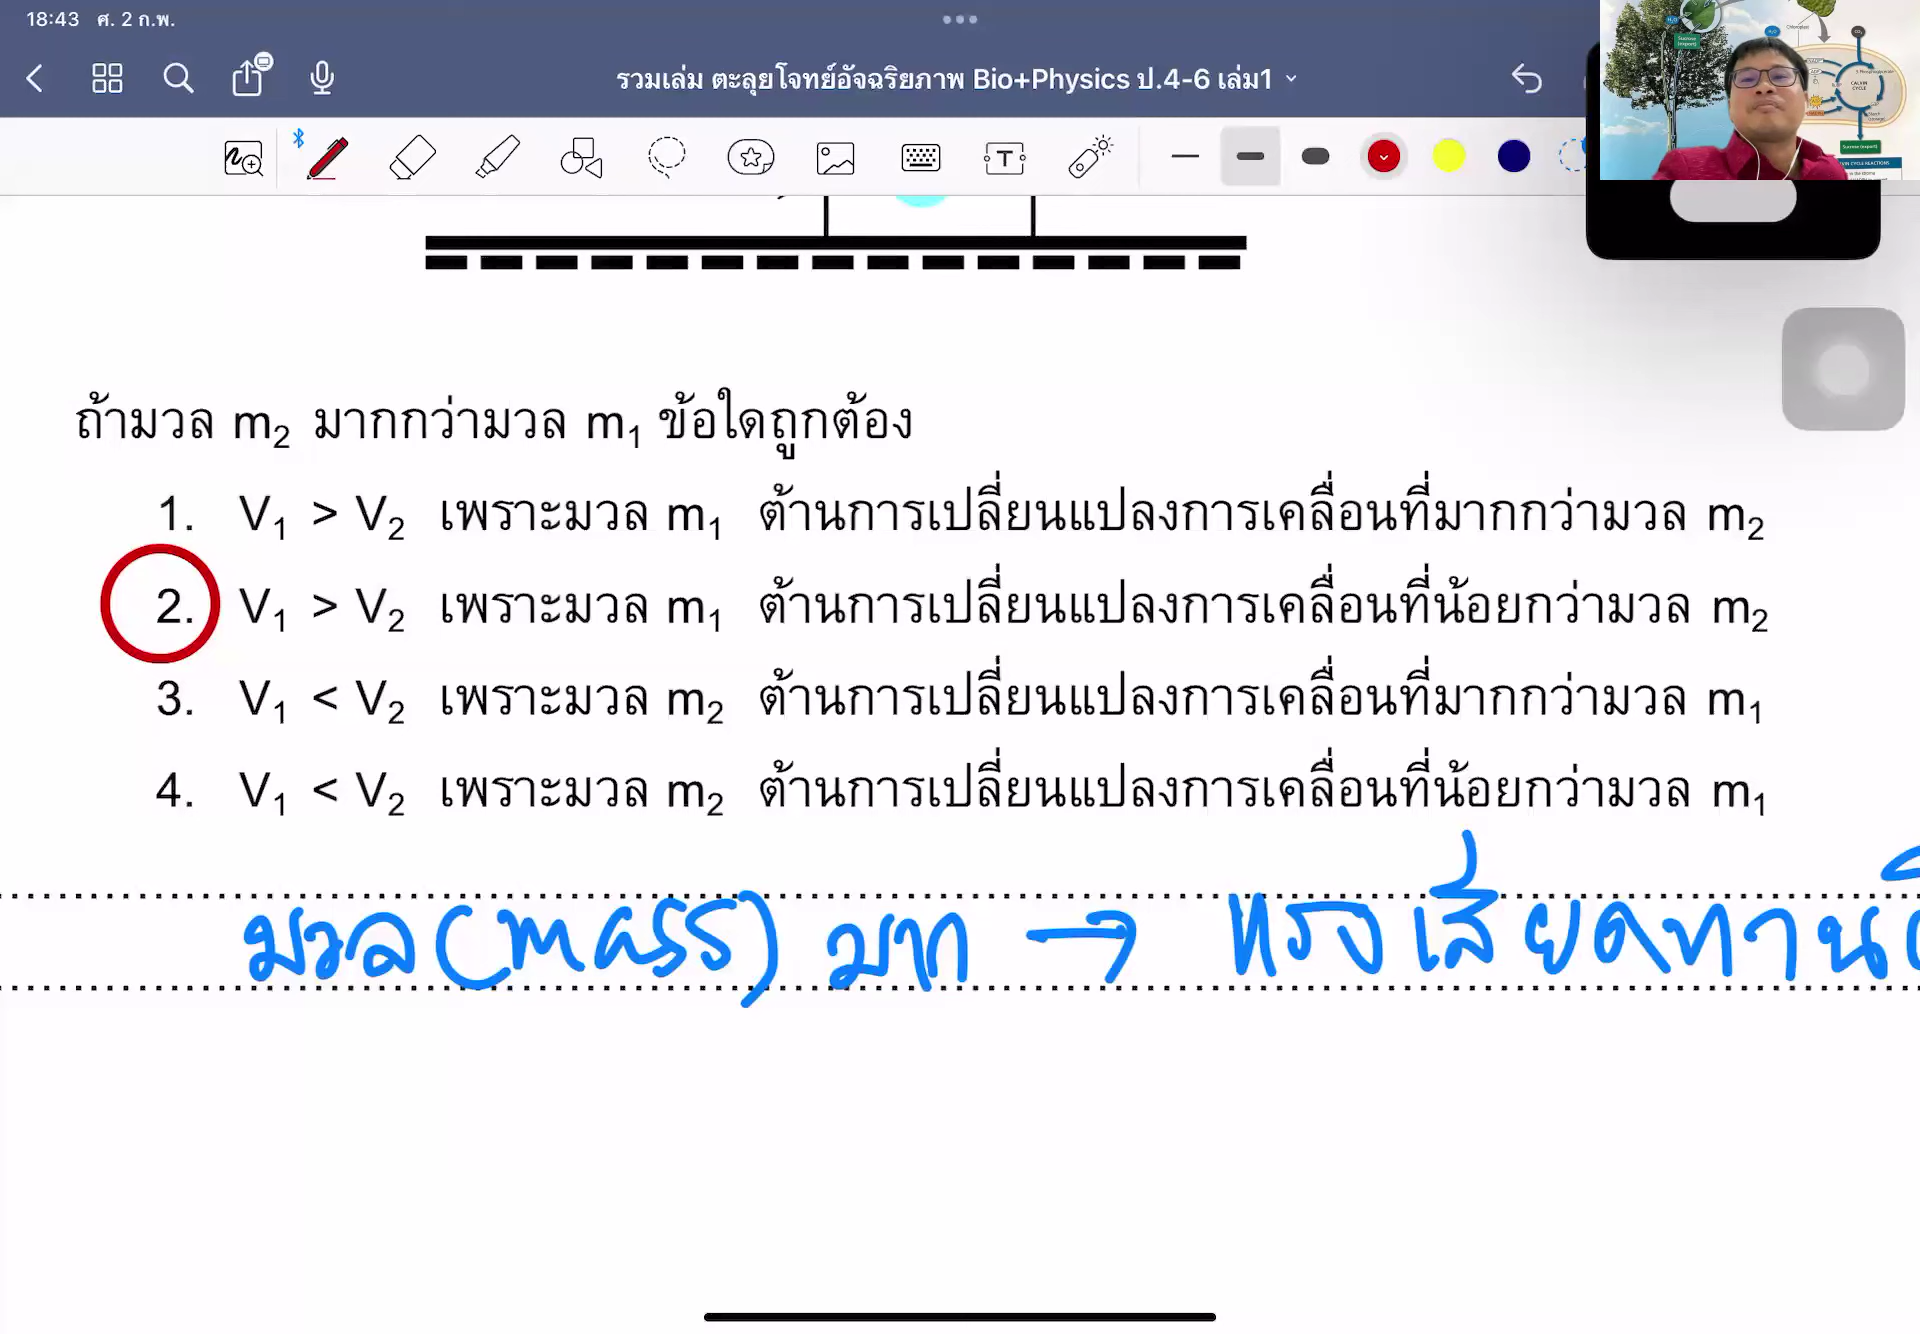 18:43 ศ. 2 ก.พ.
รวมเล่ม ตะลุยโจทย์อัจฉริยภาพ Bio+Physics ป.4-6 เล่ม1
CALVIN CYCLE
Sucrose (export)
ถ้ามวล m₂ มากกว่ามวล m₁ ข้อใดถูกต้อง
1. V₁ > V₂ เพราะมวล m₁ ต้านการเปลี่ยนแปลงการเคลื่อนที่มากกว่ามวล m₂
2. V₁ > V₂ เพราะมวล m₁ ต้านการเปลี่ยนแปลงการเคลื่อนที่น้อยกว่ามวล m₂
3. V₁ < V₂ เพราะมวล m₂ ต้านการเปลี่ยนแปลงการเคลื่อนที่มากกว่ามวล m₁
4. V₁ < V₂ เพราะมวล m₂ ต้านการเปลี่ยนแปลงการเคลื่อนที่น้อยกว่ามวล m₁
มวล (mass) มาก → แรงเสียดทาน